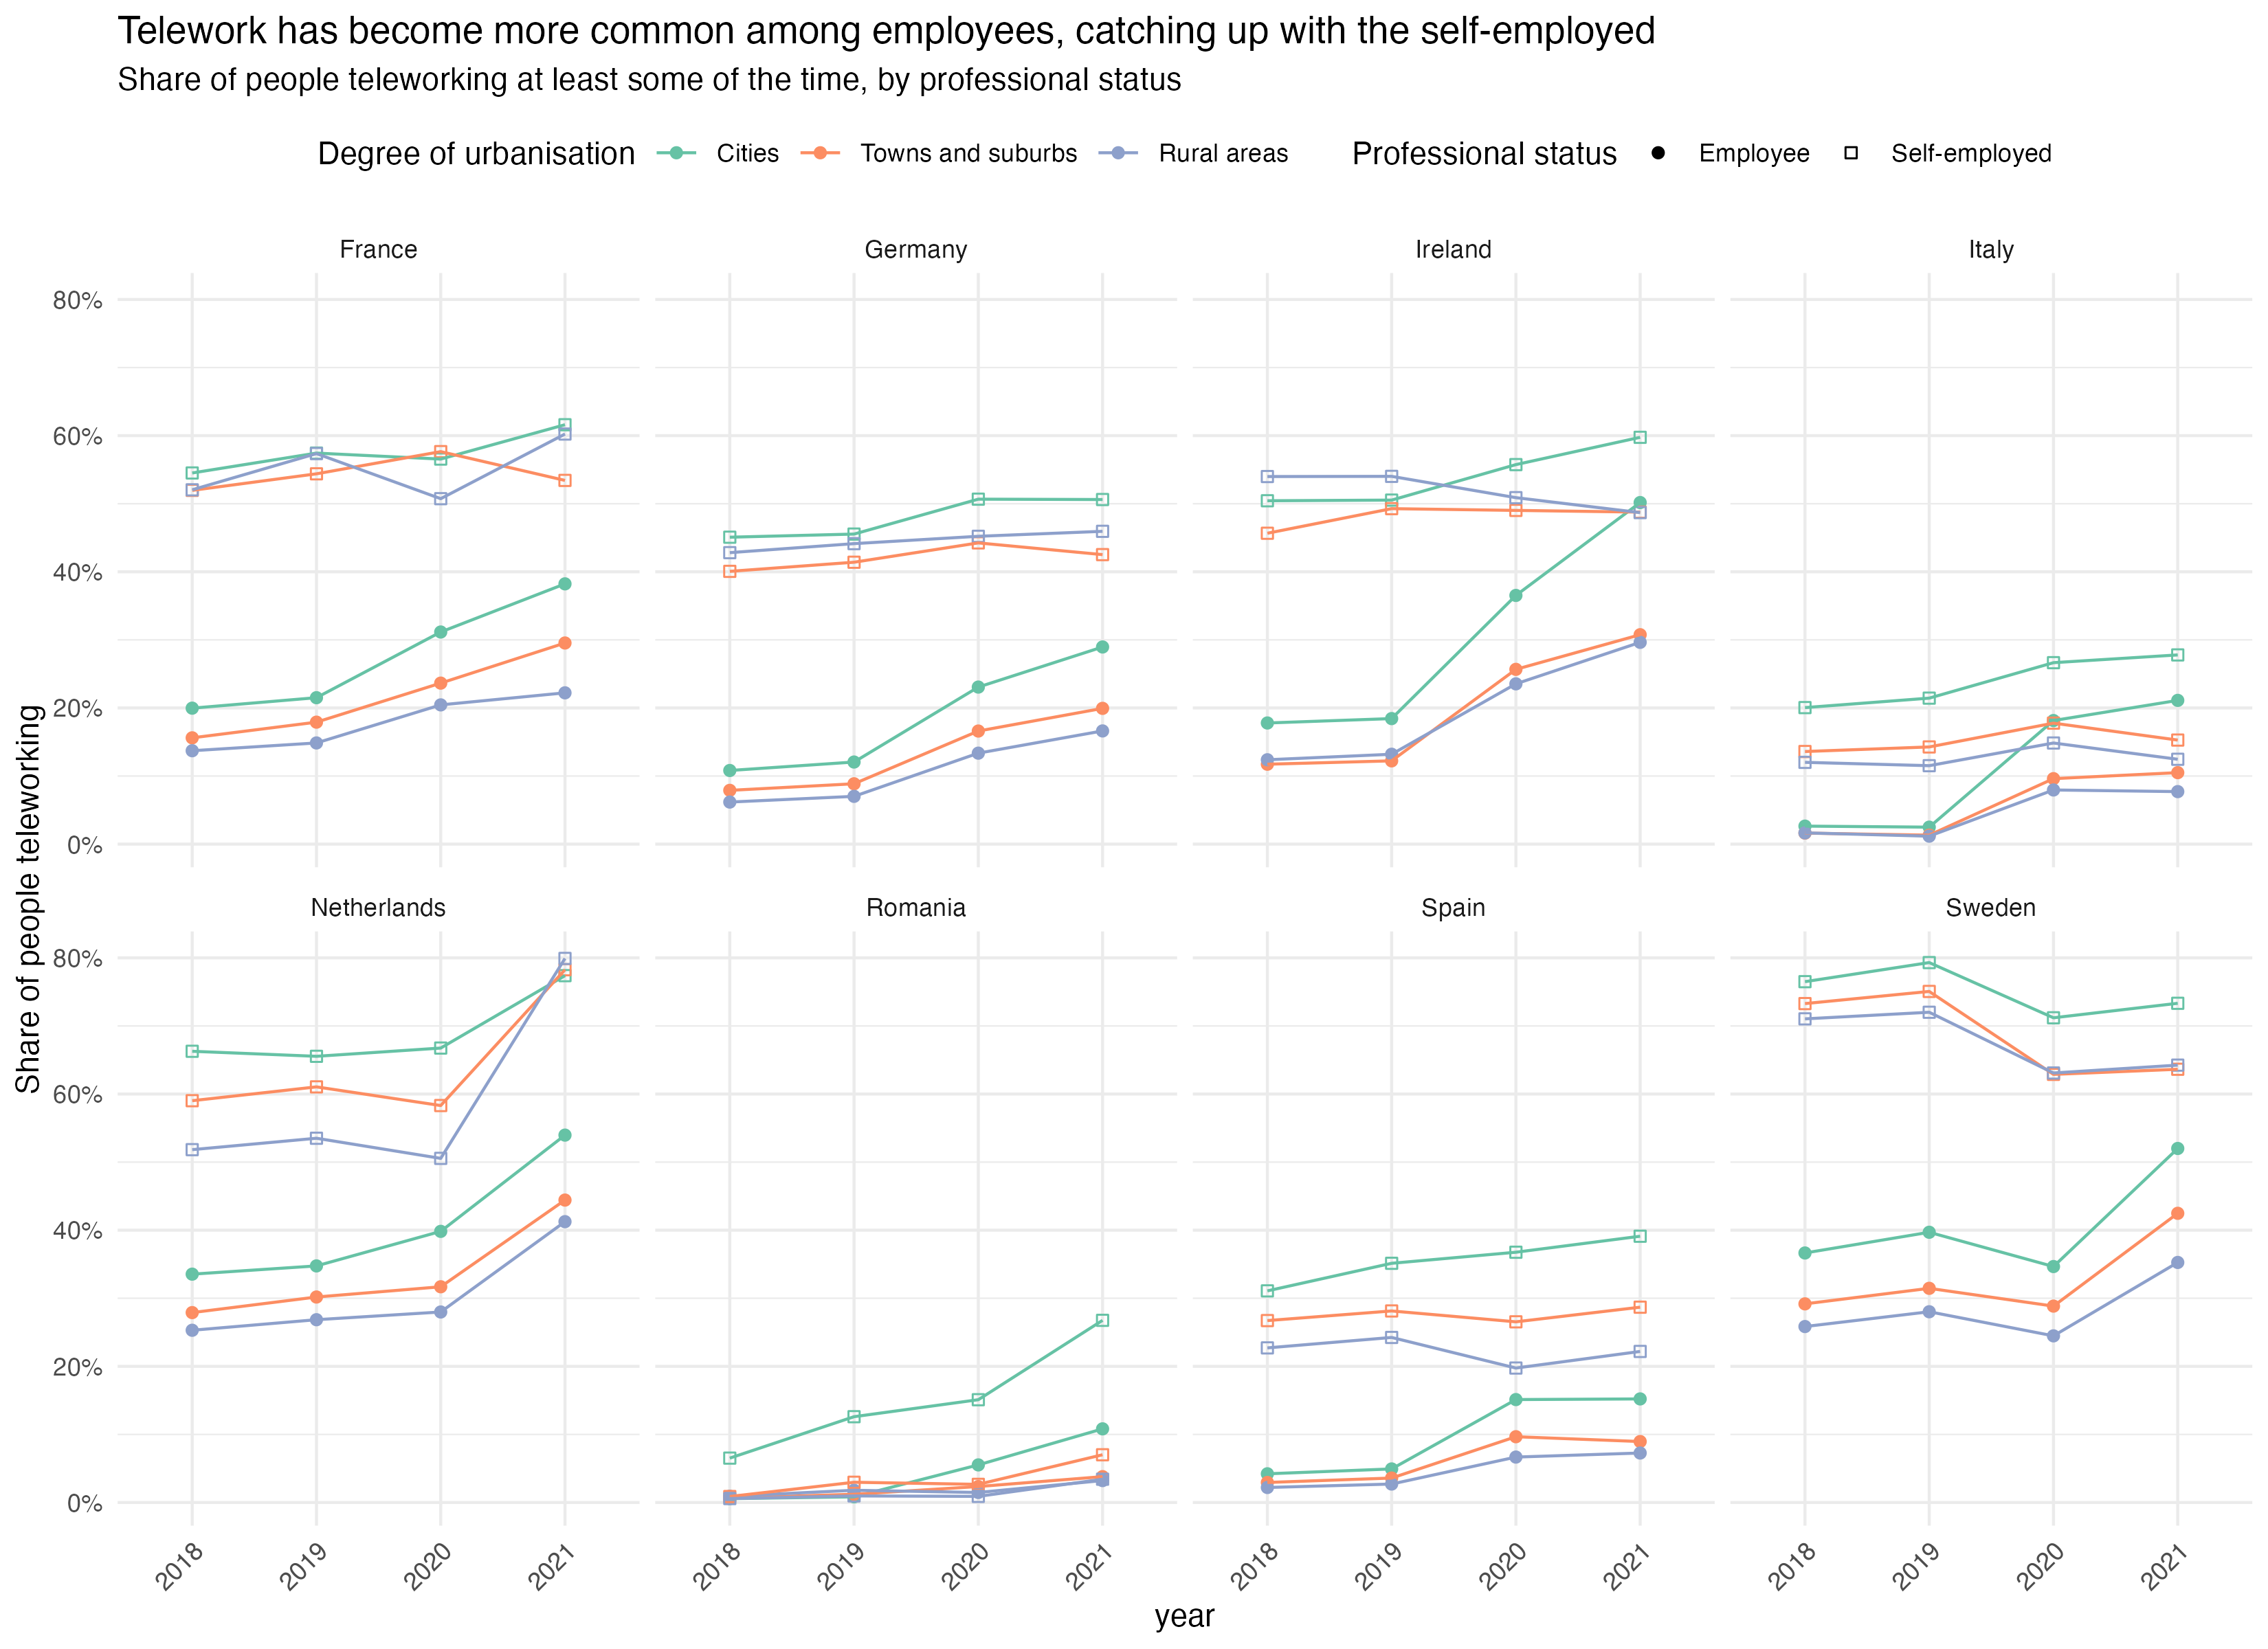 Telework has become more common among employees, catching up with the self-employed
Share of people teleworking at least some of the time, by professional status
Degree of urbanisation Cities Towns and suburbs Rural areas Professional status Employee Self-employed
France Germany Ireland Italy
80%
60%
40%
20%
0%
Netherlands Romania Spain Sweden
80%
60%
40%
20%
0%
Share of people teleworking
2018 2019 2020 2021 2018 2019 2020 2021 2018 2019 2020 2021 2018 2019 2020 2021
year